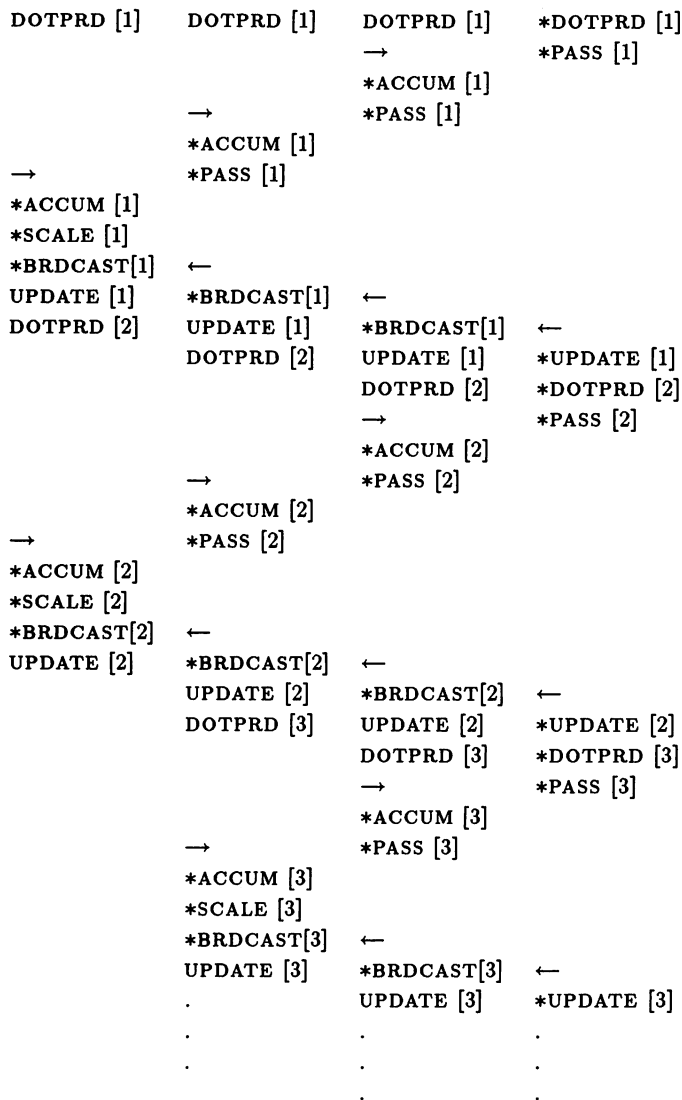 DOTPRD [1] DOTPRD [1] DOTPRD [1] *DOTPRD [1]
→ *PASS [1]
*ACCUM [1]
→ *PASS [1]
*ACCUM [1]
→ *PASS [1]
*ACCUM [1]
*SCALE [1]
*BRDCAST[1] ←
UPDATE [1] *BRDCAST[1] ←
DOTPRD [2] UPDATE [1] *BRDCAST[1] ←
DOTPRD [2] UPDATE [1] *UPDATE [1]
DOTPRD [2] *DOTPRD [2]
→ *PASS [2]
*ACCUM [2]
→ *PASS [2]
*ACCUM [2]
→ *PASS [2]
*ACCUM [2]
*SCALE [2]
*BRDCAST[2] ←
UPDATE [2] *BRDCAST[2] ←
UPDATE [2] *BRDCAST[2] ←
DOTPRD [3] UPDATE [2] *UPDATE [2]
DOTPRD [3] *DOTPRD [3]
→ *PASS [3]
*ACCUM [3]
→ *PASS [3]
*ACCUM [3]
*SCALE [3]
*BRDCAST[3] ←
UPDATE [3] *BRDCAST[3] ←
. UPDATE [3] *UPDATE [3]
. . .
. . .
. .